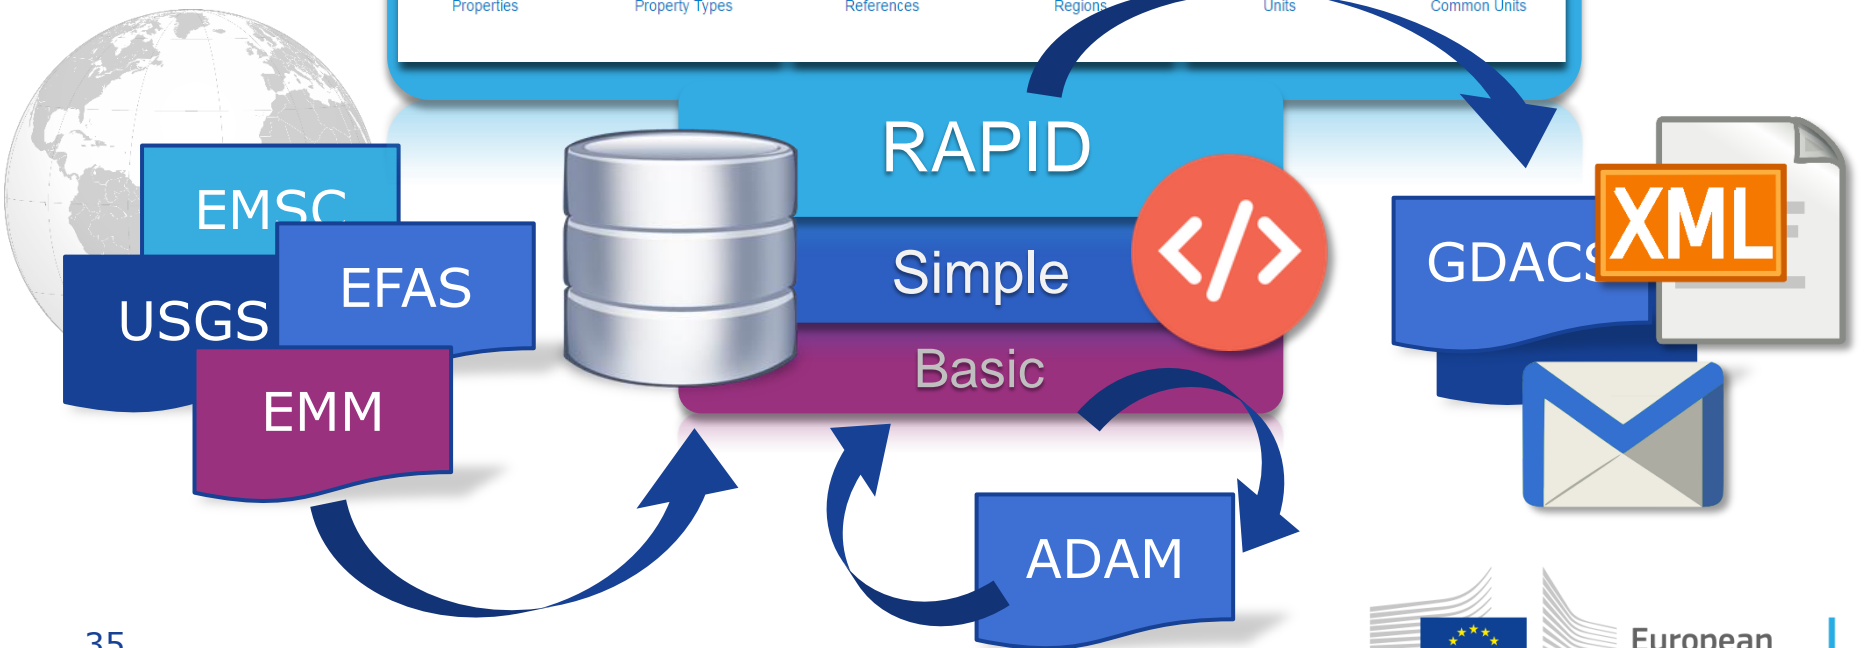 Properties
Property Types
References
Regions
Units
Common Units
RAPID
EMSC
EFAS
USGS
EMM
Simple
</>
Basic
GDACS
XML
ADAM
35
European